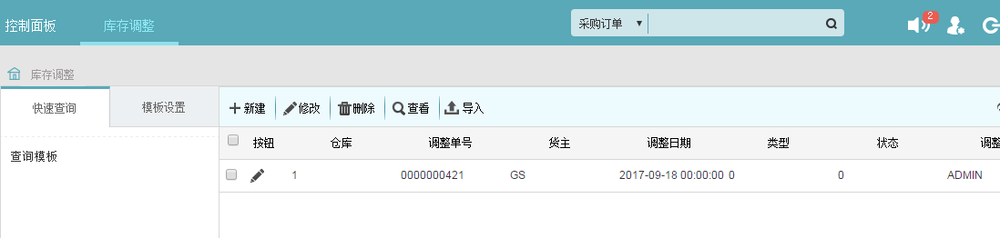 控制面板 库存调整 采购订单 2
库存调整
快速查询 模板设置 新建 修改 删除 查看 导入
按钮 仓库 调整单号 货主 调整日期 类型 状态 调整
查询模板
1 0000000421 GS 2017-09-18 00:00:00 0 0 ADMIN